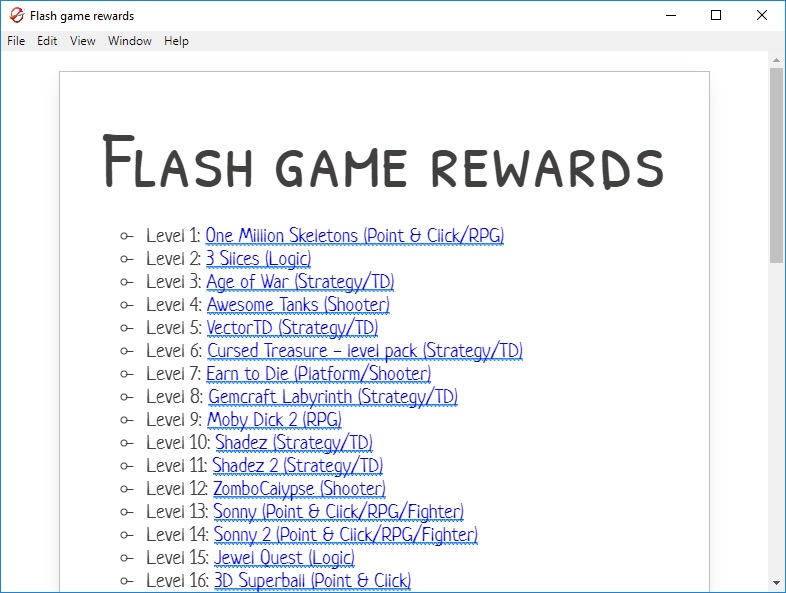 Flash game rewards
File Edit View Window Help
Flash game rewards
Level 1: One Million Skeletons (Point & Click/RPG)
Level 2: 3 Slices (Logic)
Level 3: Age of War (Strategy/TD)
Level 4: Awesome Tanks (Shooter)
Level 5: VectorTD (Strategy/TD)
Level 6: Cursed Treasure - level pack (Strategy/TD)
Level 7: Earn to Die (Platform/Shooter)
Level 8: Gemcraft Labyrinth (Strategy/TD)
Level 9: Moby Dick 2 (RPG)
Level 10: Shadez (Strategy/TD)
Level 11: Shadez 2 (Strategy/TD)
Level 12: ZomboCalypse (Shooter)
Level 13: Sonny (Point & Click/RPG/Fighter)
Level 14: Sonny 2 (Point & Click/RPG/Fighter)
Level 15: Jewel Quest (Logic)
Level 16: 3D Superball (Point & Click)